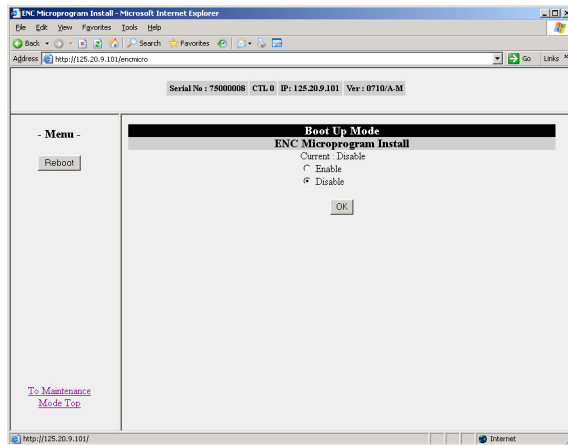 ENC Microprogram Install - Microsoft Internet Explorer
File Edit View Favorites Tools Help
Back Search Favorites
Address http://125.20.9.101/encmicro Go Links »
Serial No : 75000008 CTL 0 IP: 125.20.9.101 Ver : 0710/A-M
- Menu -
Reboot
Boot Up Mode
ENC Microprogram Install
Current : Disable
Enable
Disable
OK
To Maintenance
Mode Top
http://125.20.9.101/ Internet